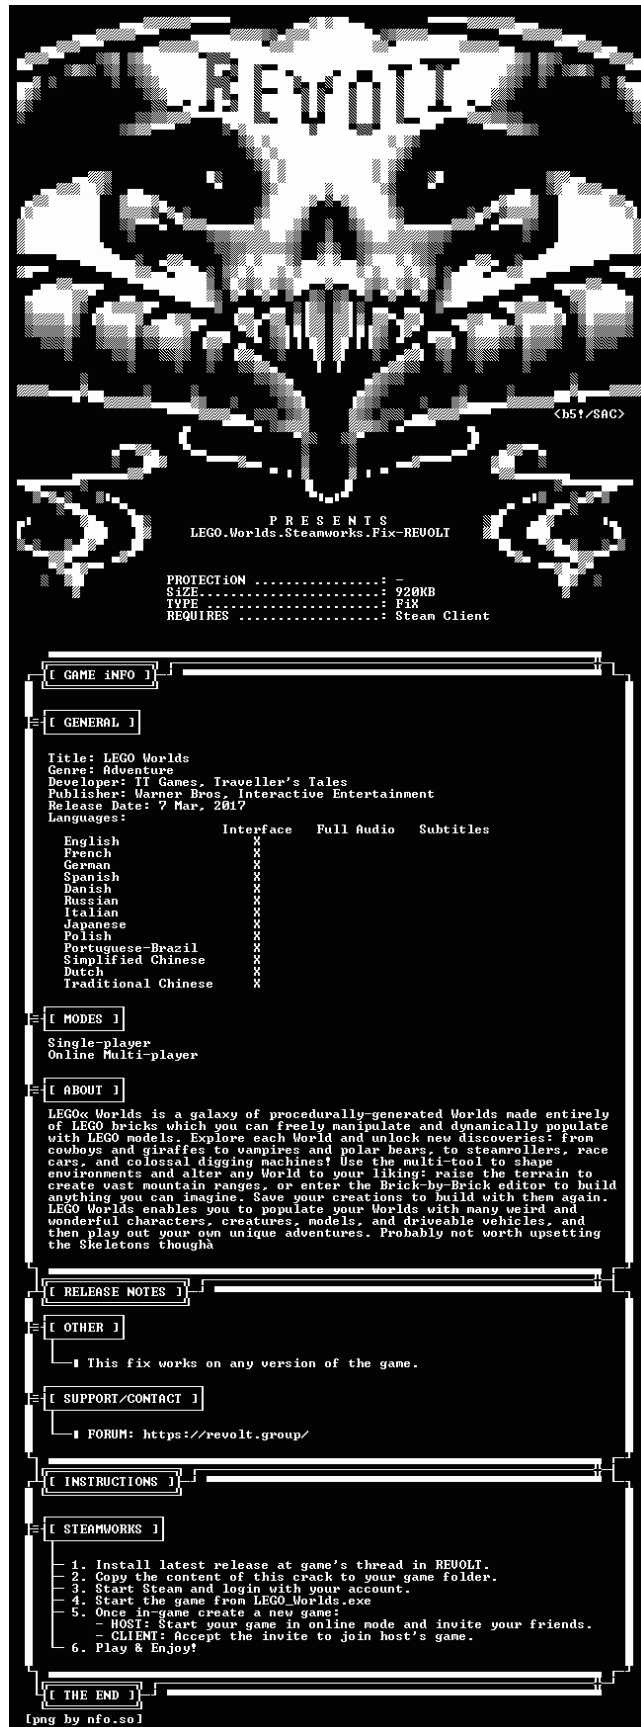 REVOLT
<b5!/SAC>
P R E S E N T S
LEGO.Worlds.Steamworks.Fix-REVOLT
PROTECTiON ................: -
SiZE.......................: 920KB
TYPE ......................: FiX
REQUIRES ..................: Steam Client
[ GAME iNFO ]
[ GENERAL ]
Title: LEGO Worlds
Genre: Adventure
Developer: TT Games, Traveller's Tales
Publisher: Warner Bros, Interactive Entertainment
Release Date: 7 Mar, 2017
Languages:
Interface Full Audio Subtitles
English X
French X
German X
Spanish X
Danish X
Russian X
Italian X
Japanese X
Polish X
Portuguese-Brazil X
Simplified Chinese X
Dutch X
Traditional Chinese X
[ MODES ]
Single-player
Online Multi-player
[ ABOUT ]
LEGO« Worlds is a galaxy of procedurally-generated Worlds made entirely
of LEGO bricks which you can freely manipulate and dynamically populate
with LEGO models. Explore each World and unlock new discoveries: from
cowboys and giraffes to vampires and polar bears, to steamrollers, race
cars, and colossal digging machines! Use the multi-tool to shape
environments and alter any World to your liking: raise the terrain to
create vast mountain ranges, or enter the Brick-by-Brick editor to build
anything you can imagine. Save your creations to build with them again.
LEGO Worlds enables you to populate your Worlds with many weird and
wonderful characters, creatures, models, and driveable vehicles, and
then play out your own unique adventures. Probably not worth upsetting
the Skeletons thoughà
[ RELEASE NOTES ]
[ OTHER ]
This fix works on any version of the game.
[ SUPPORT/CONTACT ]
FORUM: https://revolt.group/
[ INSTRUCTIONS ]
[ STEAMWORKS ]
1. Install latest release at game's thread in REVOLT.
2. Copy the content of this crack to your game folder.
3. Start Steam and login with your account.
4. Start the game from LEGO_Worlds.exe
5. Once in-game create a new game:
- HOST: Start your game in online mode and invite your friends.
- CLIENT: Accept the invite to join host's game.
6. Play & Enjoy!
[ THE END ]
[png by nfo.so]